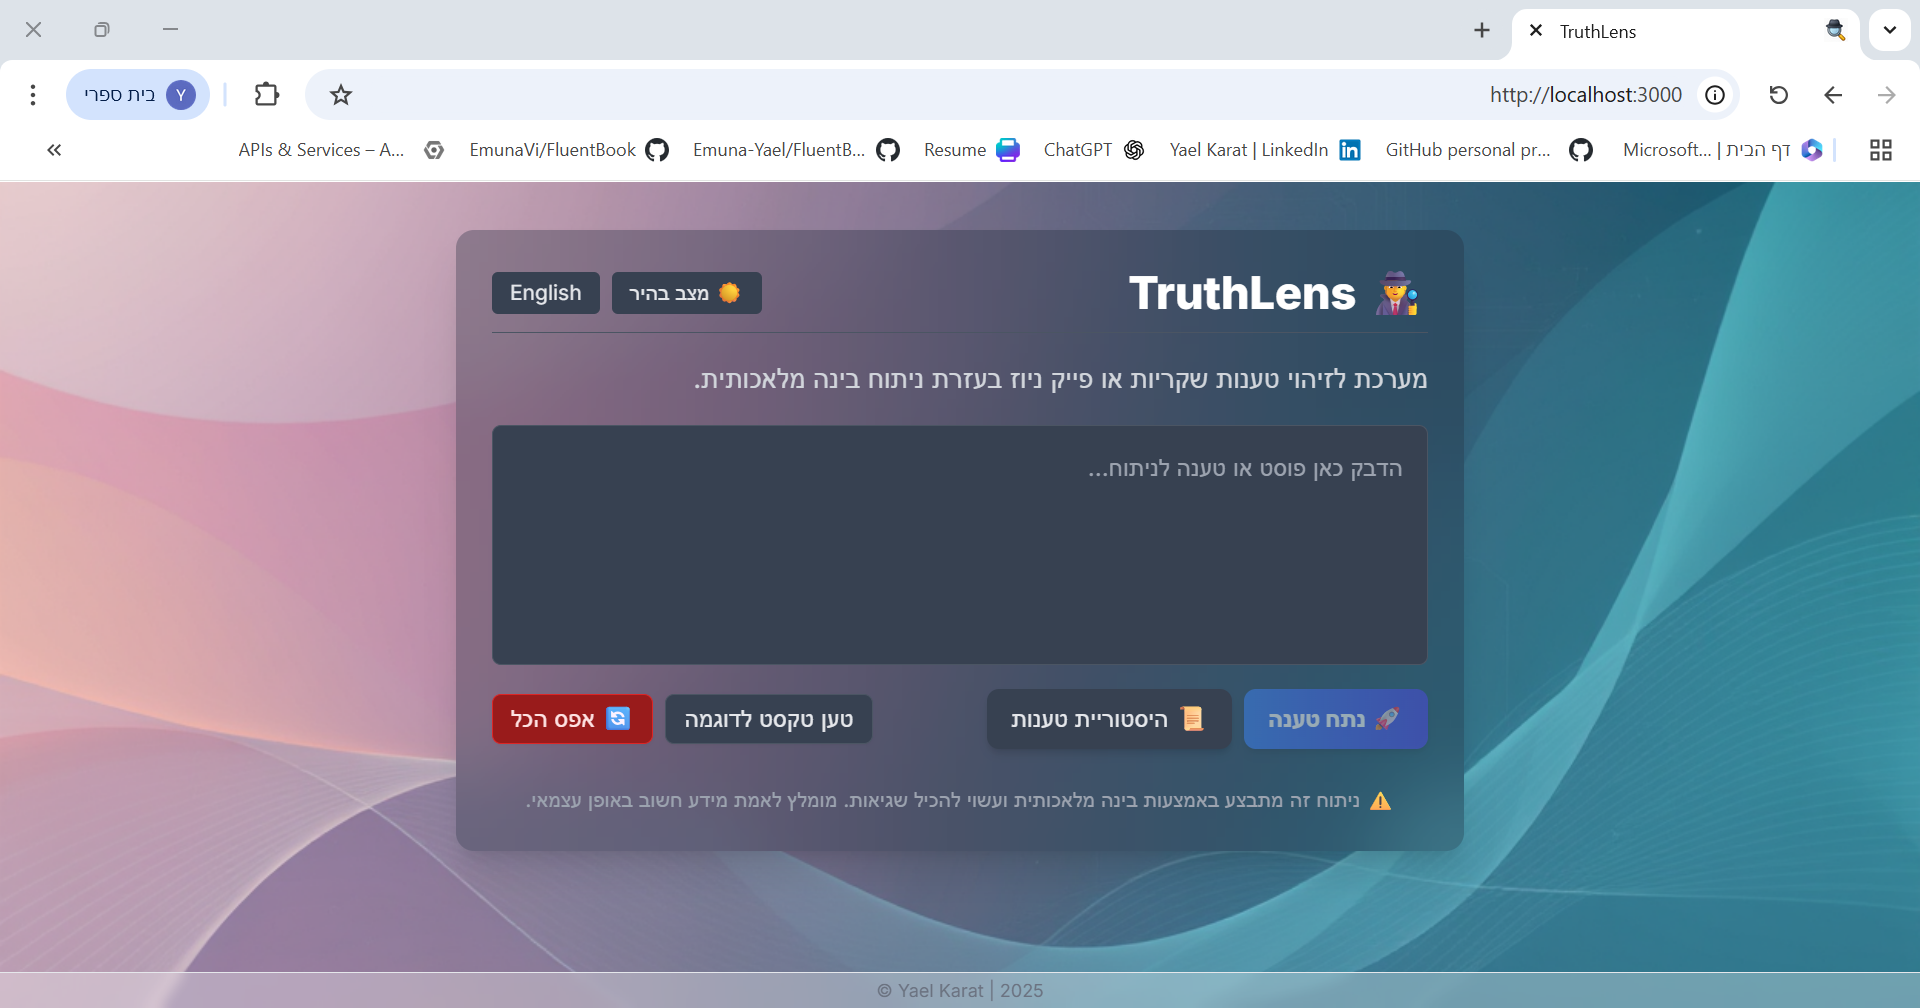 TruthLens
בית ספרי Y
http://localhost:3000
דף הבית | Microsoft...
GitHub personal pr...
Yael Karat | LinkedIn
ChatGPT
Resume
Emuna-Yael/FluentB...
EmunaVi/FluentBook
APIs & Services – A...
TruthLens
מצב בהיר
English
מערכת לזיהוי טענות שקריות או פייק ניוז בעזרת ניתוח בינה מלאכותית.
הדבק כאן פוסט או טענה לניתוח...
נתח טענה
היסטוריית טענות
טען טקסט לדוגמה
אפס הכל
ניתוח זה מתבצע באמצעות בינה מלאכותית ועשוי להכיל שגיאות. מומלץ לאמת מידע חשוב באופן עצמאי.
© Yael Karat | 2025